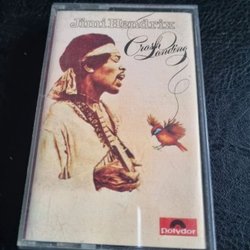 Jimi Hendrix
Crash
Landing
Polydor